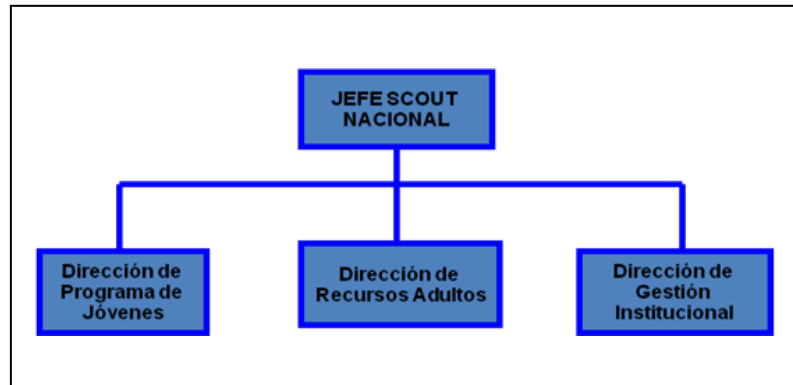 JEFE SCOUT
NACIONAL
Dirección de
Programa de
Jóvenes
Dirección de
Recursos Adultos
Dirección de
Gestión
Institucional